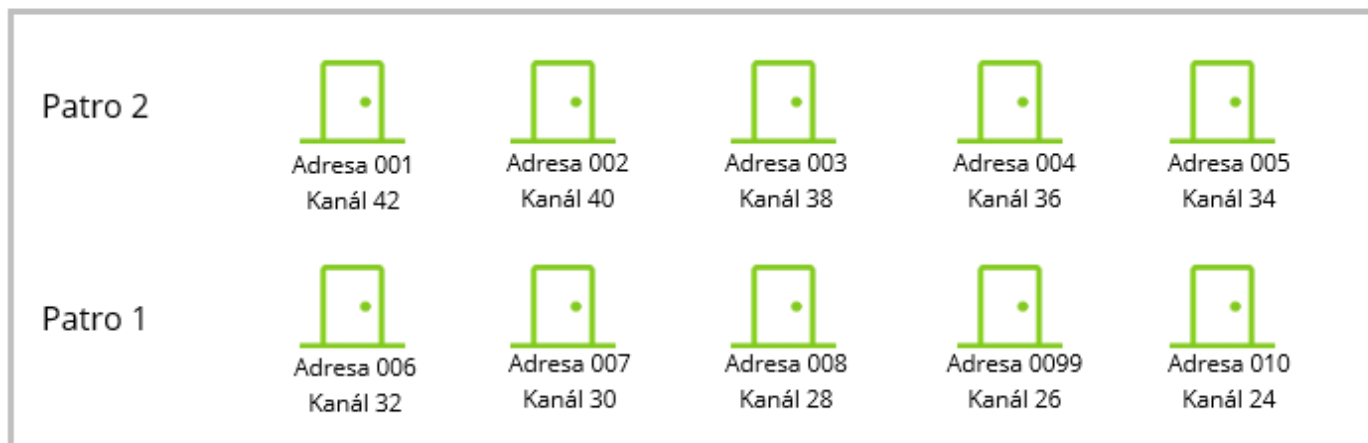 Patro 2
Adresa 001
Kanál 42
Adresa 002
Kanál 40
Adresa 003
Kanál 38
Adresa 004
Kanál 36
Adresa 005
Kanál 34
Patro 1
Adresa 006
Kanál 32
Adresa 007
Kanál 30
Adresa 008
Kanál 28
Adresa 0099
Kanál 26
Adresa 010
Kanál 24